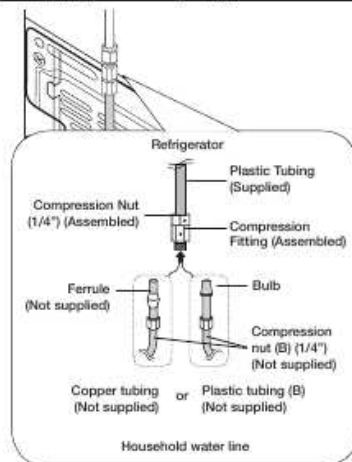 Refrigerator
Plastic Tubing
(Supplied)
Compression Nut
(1/4") (Assembled)
Compression
Fitting (Assembled)
Ferrule
(Not supplied)
Bulb
Compression
nut (B) (1/4")
(Not supplied)
Copper tubing
(Not supplied)
or
Plastic tubing (B)
(Not supplied)
Household water line